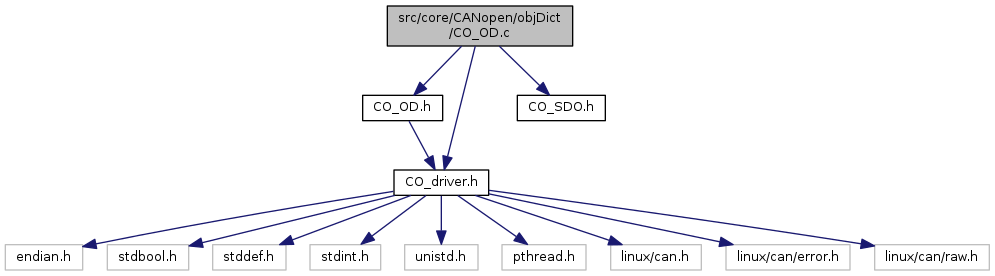 src/core/CANopen/objDict
/CO_OD.c
CO_OD.h
CO_SDO.h
CO_driver.h
endian.h
stdbool.h
stddef.h
stdint.h
unistd.h
pthread.h
linux/can.h
linux/can/error.h
linux/can/raw.h